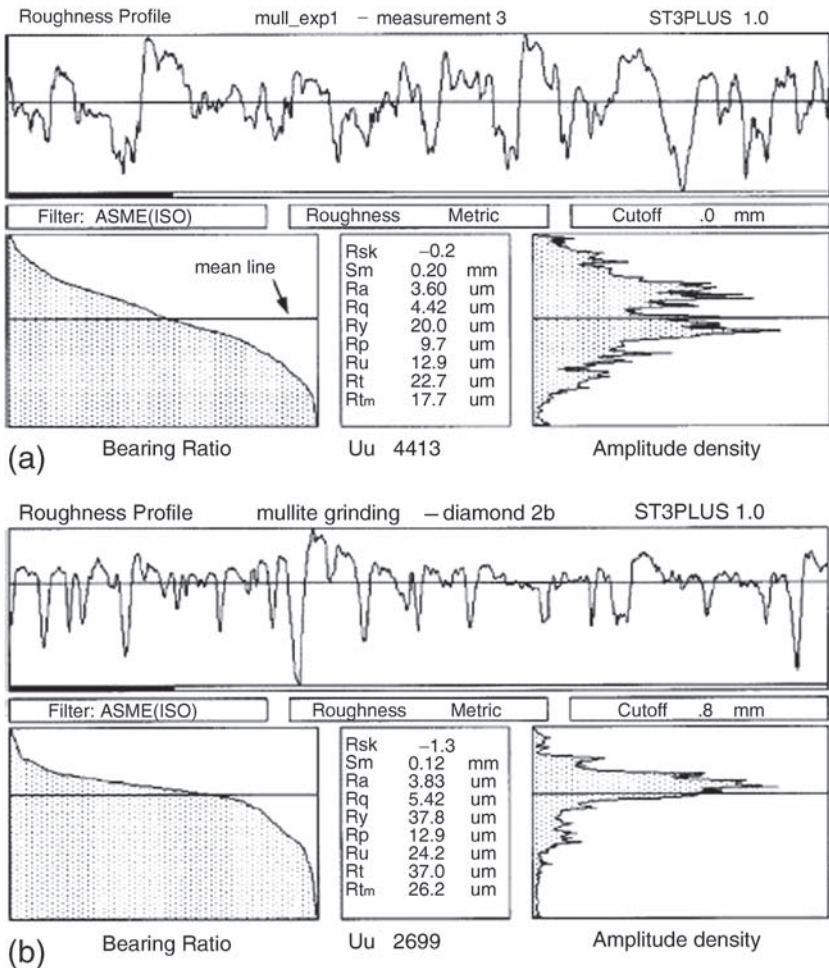 Roughness Profile mull_exp1 – measurement 3 ST3PLUS 1.0
Filter: ASME(ISO) Roughness Metric Cutoff .0 mm
mean line
Rsk –0.2
Sm 0.20 mm
Ra 3.60 um
Rq 4.42 um
Ry 20.0 um
Rp 9.7 um
Ru 12.9 um
Rt 22.7 um
Rtm 17.7 um
(a) Bearing Ratio Uu 4413 Amplitude density
Roughness Profile mullite grinding – diamond 2b ST3PLUS 1.0
Filter: ASME(ISO) Roughness Metric Cutoff .8 mm
Rsk –1.3
Sm 0.12 mm
Ra 3.83 um
Rq 5.42 um
Ry 37.8 um
Rp 12.9 um
Ru 24.2 um
Rt 37.0 um
Rtm 26.2 um
(b) Bearing Ratio Uu 2699 Amplitude density